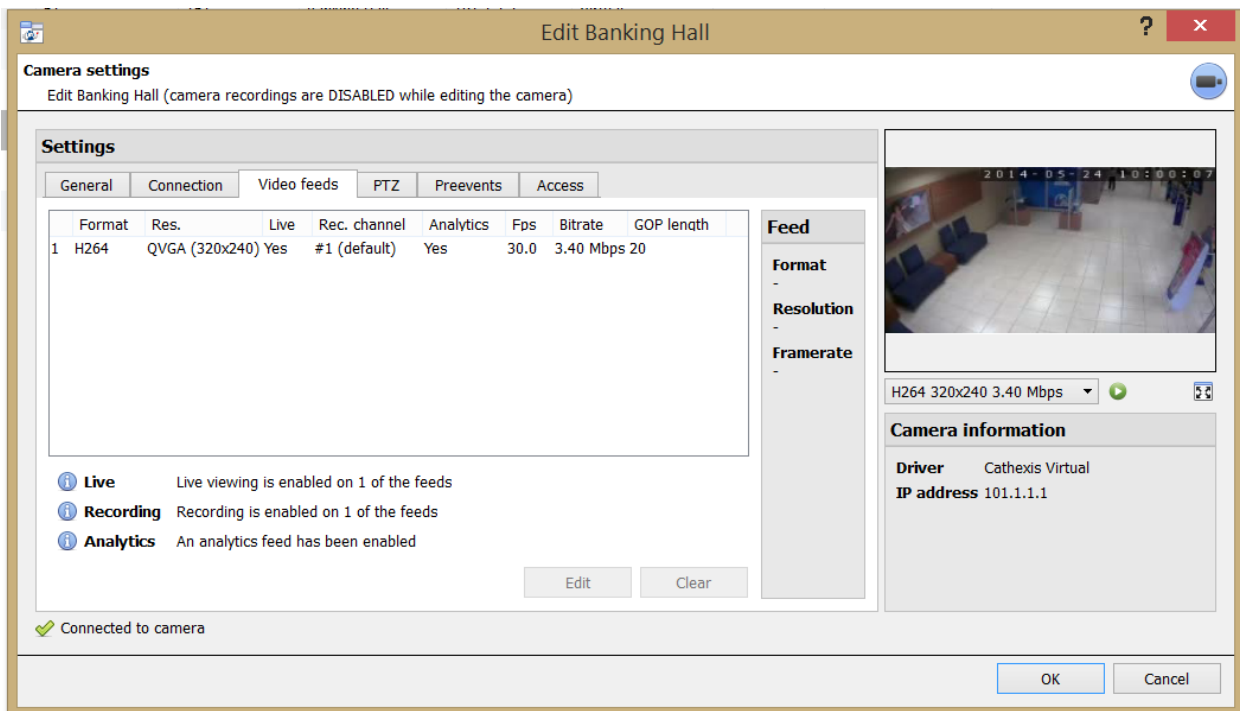 Edit Banking Hall
?
Camera settings
Edit Banking Hall (camera recordings are DISABLED while editing the camera)
Settings
General Connection Video feeds PTZ Preevents Access
Format Res. Live Rec. channel Analytics Fps Bitrate GOP length
1 H264 QVGA (320x240) Yes #1 (default) Yes 30.0 3.40 Mbps 20
Live Live viewing is enabled on 1 of the feeds
Recording Recording is enabled on 1 of the feeds
Analytics An analytics feed has been enabled
Edit Clear
Feed
Format
-
Resolution
-
Framerate
-
2014-05-24 10:00:07
H264 320x240 3.40 Mbps
Camera information
Driver Cathexis Virtual
IP address 101.1.1.1
Connected to camera
OK Cancel